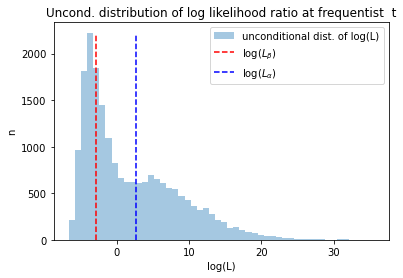 Uncond. distribution of log likelihood ratio at frequentist  t
unconditional dist. of log(L)
log(L_β)
log(L_α)
2000
1500
1000
500
0
n
0 10 20 30
log(L)